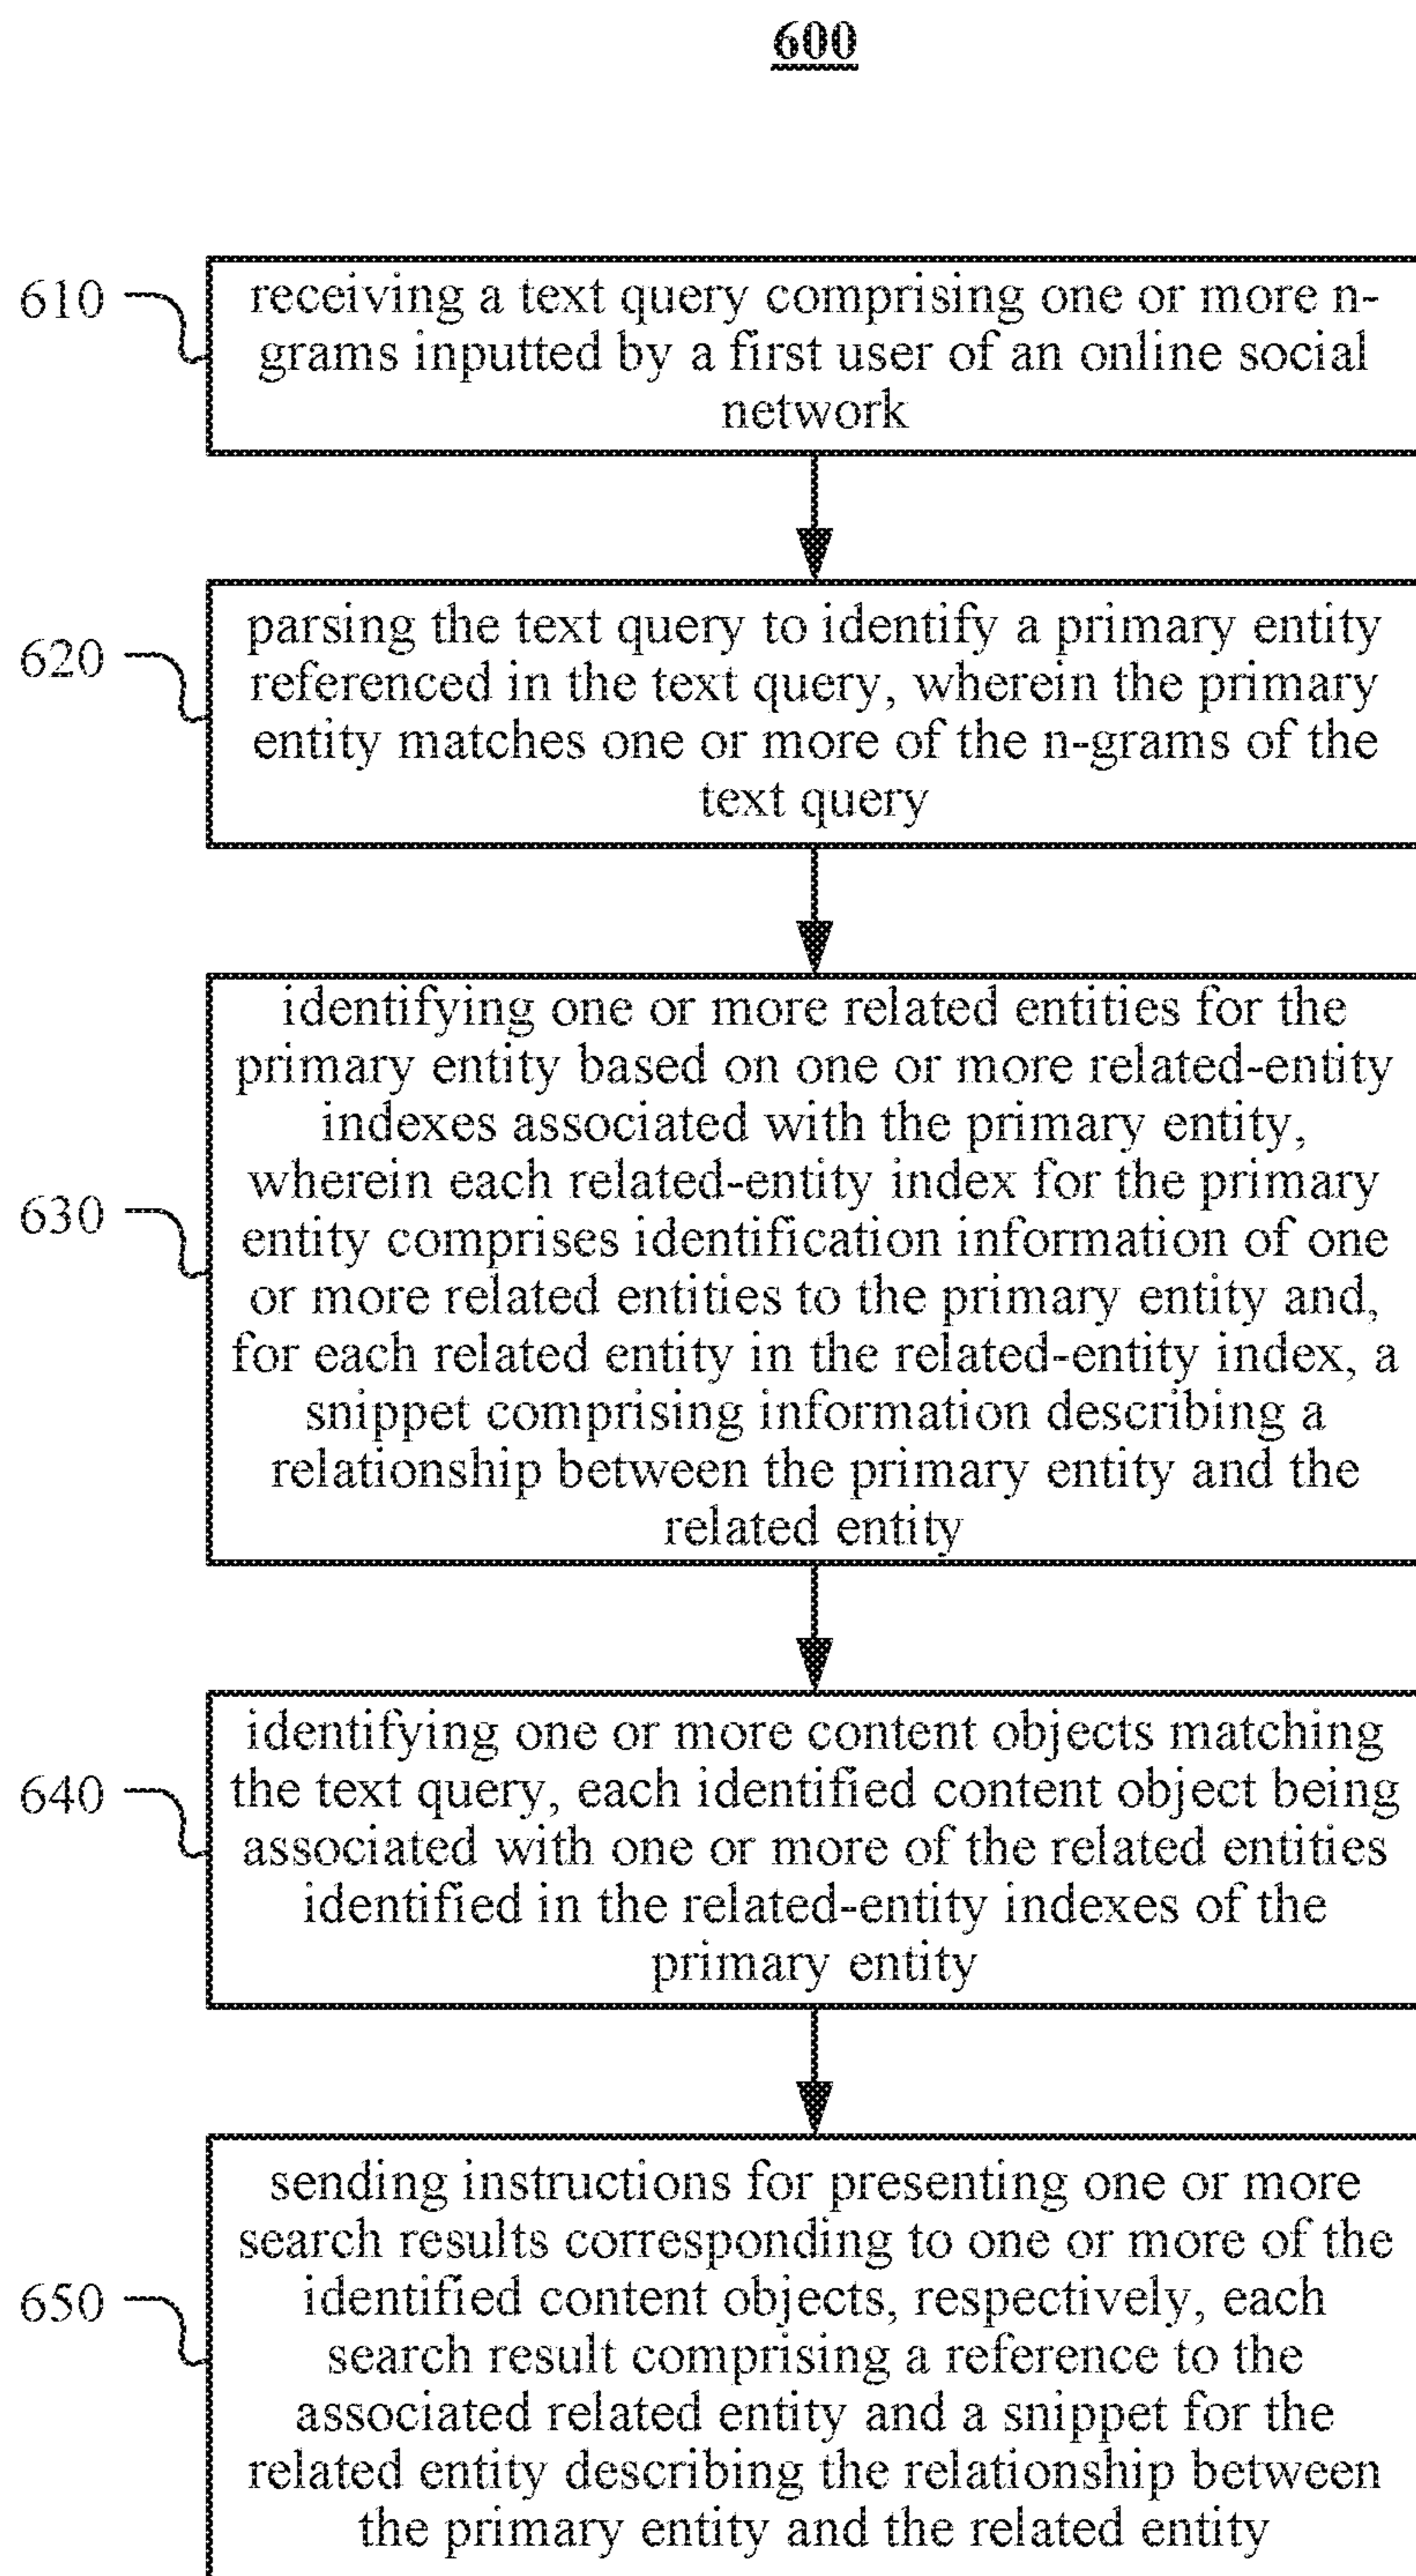 600
610
receiving a text query comprising one or more n-
grams inputted by a first user of an online social
network
620
parsing the text query to identify a primary entity
referenced in the text query, wherein the primary
entity matches one or more of the n-grams of the
text query
630
identifying one or more related entities for the
primary entity based on one or more related-entity
indexes associated with the primary entity,
wherein each related-entity index for the primary
entity comprises identification information of one
or more related entities to the primary entity and,
for each related entity in the related-entity index, a
snippet comprising information describing a
relationship between the primary entity and the
related entity
640
identifying one or more content objects matching
the text query, each identified content object being
associated with one or more of the related entities
identified in the related-entity indexes of the
primary entity
650
sending instructions for presenting one or more
search results corresponding to one or more of the
identified content objects, respectively, each
search result comprising a reference to the
associated related entity and a snippet for the
related entity describing the relationship between
the primary entity and the related entity